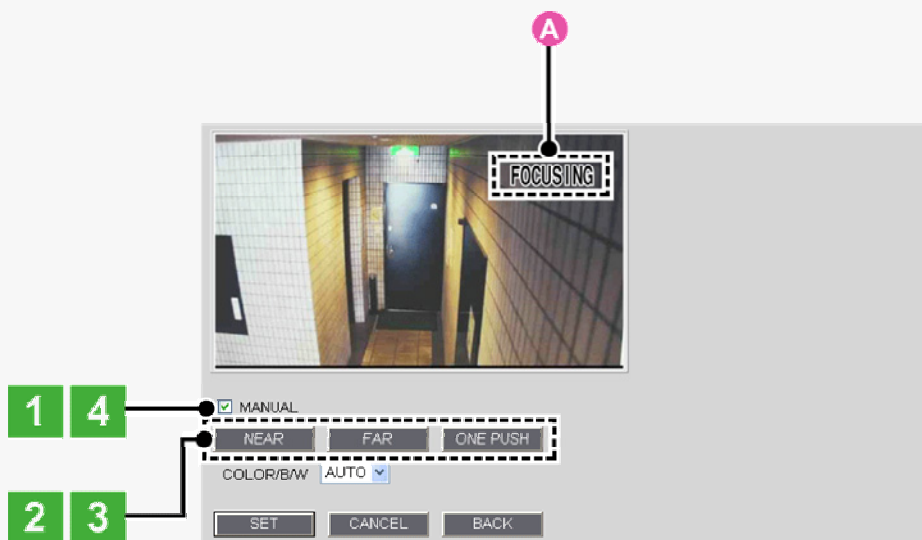 A
FOCUSING
1 4 MANUAL
NEAR FAR ONE PUSH
COLOR/B/W AUTO
2 3
SET CANCEL BACK